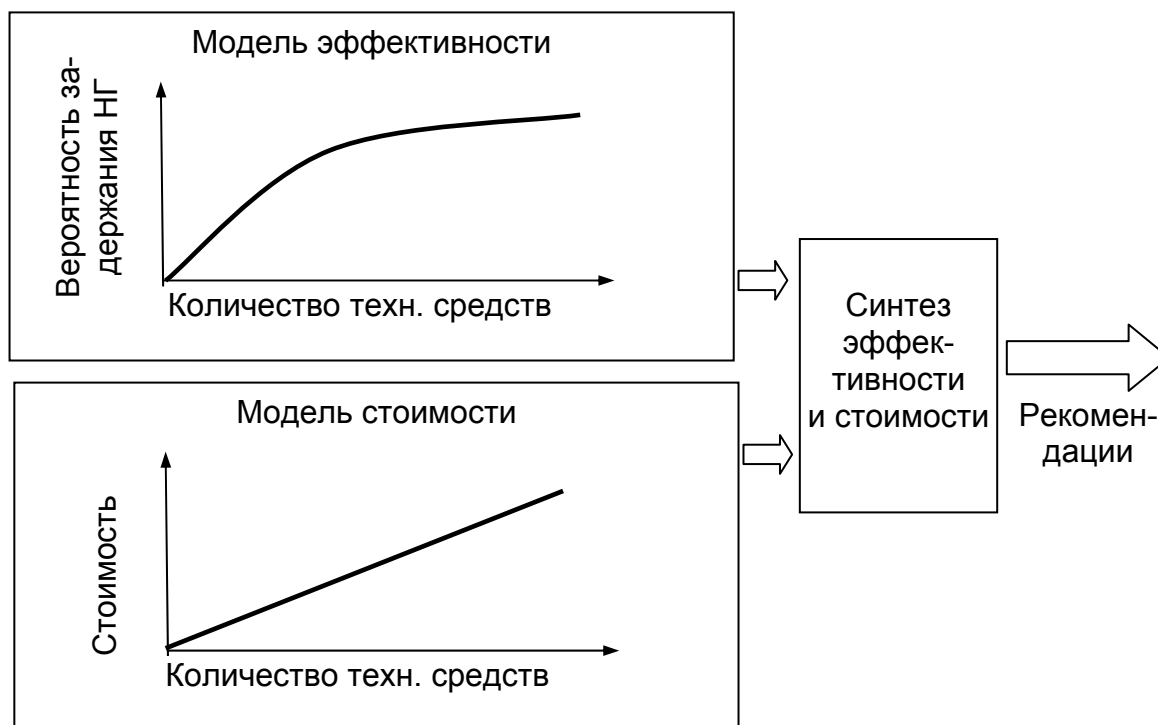 Модель эффективности
Вероятность за-
держания НГ
Количество техн. средств
Модель стоимости
Стоимость
Количество техн. средств
Синтез
эффек-
тивности
и стоимости
Рекомен-
дации